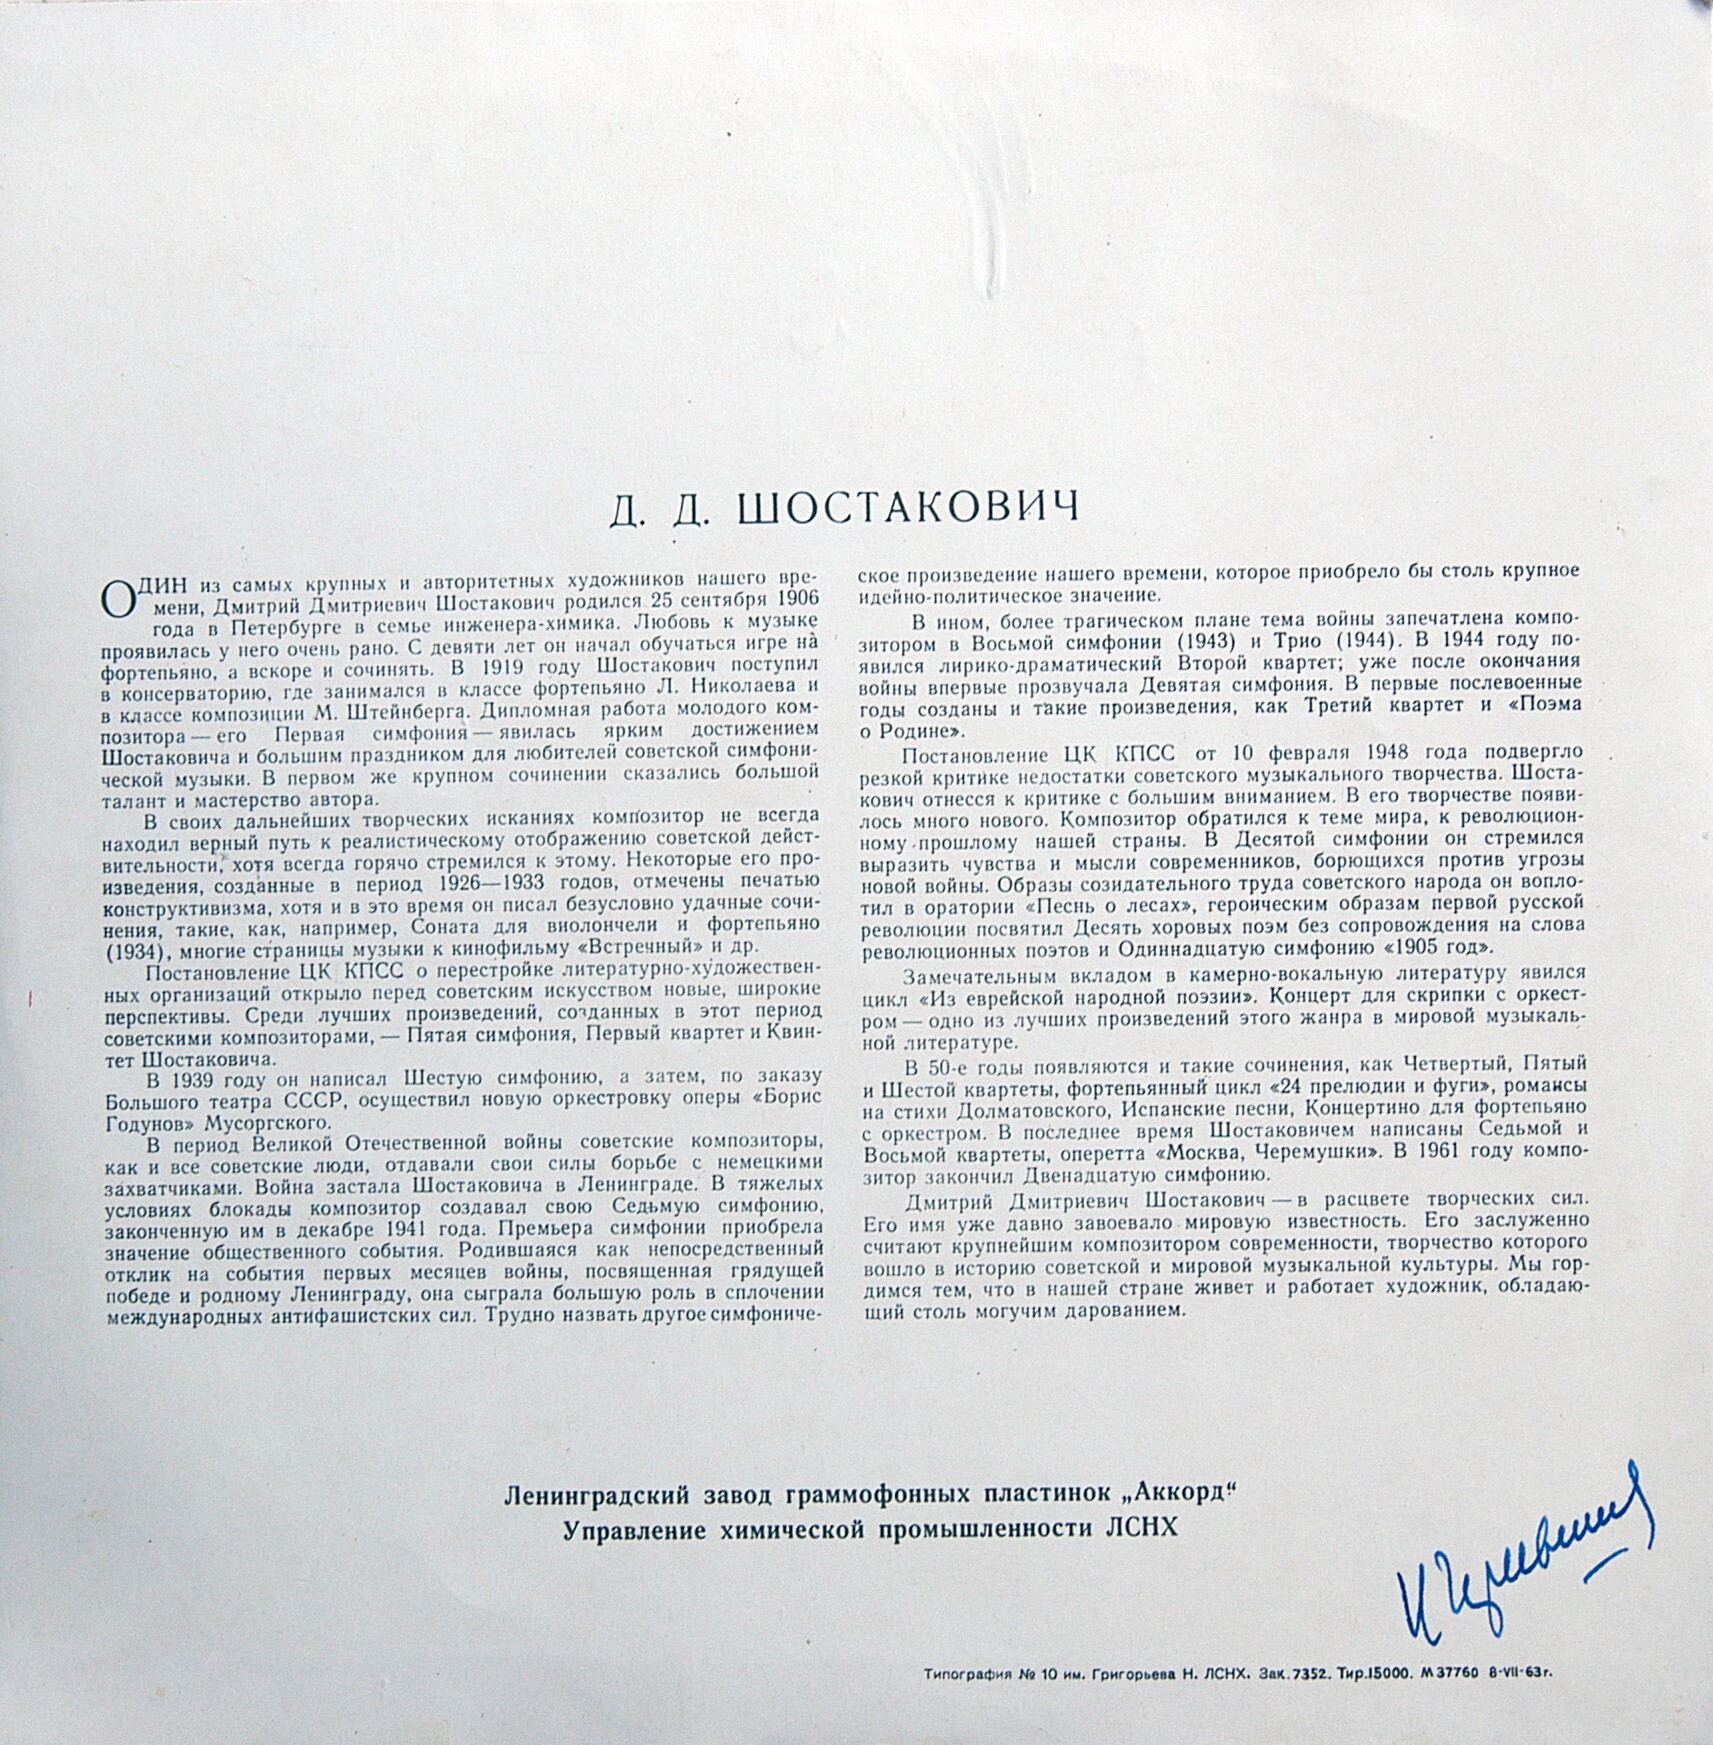 Д. Д. ШОСТАКОВИЧ
ОДИН из самых крупных и авторитетных художников нашего вре-
мени, Дмитрий Дмитриевич Шостакович родился 25 сентября 1906
года в Петербурге в семье инженера-химика. Любовь к музыке
проявилась у него очень рано. С девяти лет он начал обучаться игре на
фортепьяно, а вскоре и сочинять. В 1919 году Шостакович поступил
в консерваторию, где занимался в классе фортепьяно Л. Николаева и
в классе композиции М. Штейнберга. Дипломная работа молодого ком-
позитора — его Первая симфония — явилась ярким достижением
Шостаковича и большим праздником для любителей советской симфони-
ческой музыки. В первом же крупном сочинении сказались большой
талант и мастерство автора.
В своих дальнейших творческих исканиях композитор не всегда
находил верный путь к реалистическому отображению советской дейст-
вительности, хотя всегда горячо стремился к этому. Некоторые его про-
изведения, созданные в период 1926—1933 годов, отмечены печатью
конструктивизма, хотя и в это время он писал безусловно удачные сочи-
нения, такие, как, например, Соната для виолончели и фортепьяно
(1934), многие страницы музыки к кинофильму «Встречный» и др.
Постановление ЦК КПСС о перестройке литературно-художествен-
ных организаций открыло перед советским искусством новые, широкие
перспективы. Среди лучших произведений, созданных в этот период
советскими композиторами, — Пятая симфония, Первый квартет и Квин-
тет Шостаковича.
В 1939 году он написал Шестую симфонию, а затем, по заказу
Большого театра СССР, осуществил новую оркестровку оперы «Борис
Годунов» Мусоргского.
В период Великой Отечественной войны советские композиторы,
как и все советские люди, отдавали свои силы борьбе с немецкими
захватчиками. Война застала Шостаковича в Ленинграде. В тяжелых
условиях блокады композитор создавал свою Седьмую симфонию,
законченную им в декабре 1941 года. Премьера симфонии приобрела
значение общественного события. Родившаяся как непосредственный
отклик на события первых месяцев войны, посвященная грядущей
победе и родному Ленинграду, она сыграла большую роль в сплочении
международных антифашистских сил. Трудно назвать другое симфониче-
ское произведение нашего времени, которое приобрело бы столь крупное
идейно-политическое значение.
В ином, более трагическом плане тема войны запечатлена компо-
зитором в Восьмой симфонии (1943) и Трио (1944). В 1944 году по-
явился лирико-драматический Второй квартет; уже после окончания
войны впервые прозвучала Девятая симфония. В первые послевоенные
годы созданы и такие произведения, как Третий квартет и «Поэма
о Родине».
Постановление ЦК КПСС от 10 февраля 1948 года подвергло
резкой критике недостатки советского музыкального творчества. Шоста-
кович отнесся к критике с большим вниманием. В его творчестве появи-
лось много нового. Композитор обратился к теме мира, к революцион-
ному прошлому нашей страны. В Десятой симфонии он стремился
выразить чувства и мысли современников, борющихся против угрозы
новой войны. Образы созидательного труда советского народа он вопло-
тил в оратории «Песнь о лесах», героическим образам первой русской
революции посвятил Десять хоровых поэм без сопровождения на слова
революционных поэтов и Одиннадцатую симфонию «1905 год».
Замечательным вкладом в камерно-вокальную литературу явился
цикл «Из еврейской народной поэзии». Концерт для скрипки с оркест-
ром — одно из лучших произведений этого жанра в мировой музыкаль-
ной литературе.
В 50-е годы появляются и такие сочинения, как Четвертый, Пятый
и Шестой квартеты, фортепьянный цикл «24 прелюдии и фуги», романсы
на стихи Долматовского, Испанские песни, Концертино для фортепьяно
с оркестром. В последнее время Шостаковичем написаны Седьмой и
Восьмой квартеты, оперетта «Москва, Черемушки». В 1961 году компо-
зитор закончил Двенадцатую симфонию.
Дмитрий Дмитриевич Шостакович — в расцвете творческих сил.
Его имя уже давно завоевало мировую известность. Его заслуженно
считают крупнейшим композитором современности, творчество которого
вошло в историю советской и мировой музыкальной культуры. Мы гор-
димся тем, что в нашей стране живет и работает художник, обладаю-
щий столь могучим дарованием.
Ленинградский завод граммофонных пластинок „Аккорд“
Управление химической промышленности ЛСНХ
Типография № 10 им. Григорьева Н. ЛСНХ. Зак. 7352. Тир. 15000. М 37760 8-VII-63 г.